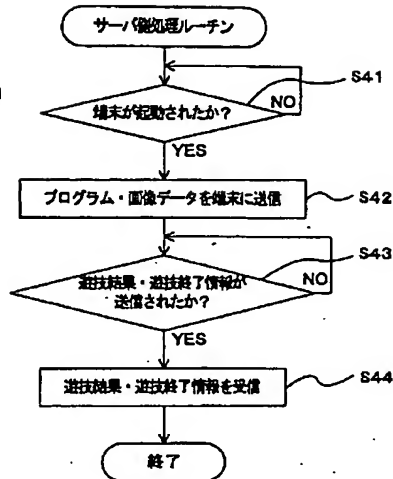 サーバ側処理ルーチン
S41
端末が起動されたか?
NO
YES
プログラム・画像データを端末に送信
S42
S43
遊技結果・遊技終了情報が
送信されたか?
NO
YES
S44
遊技結果・遊技終了情報を受信
終了